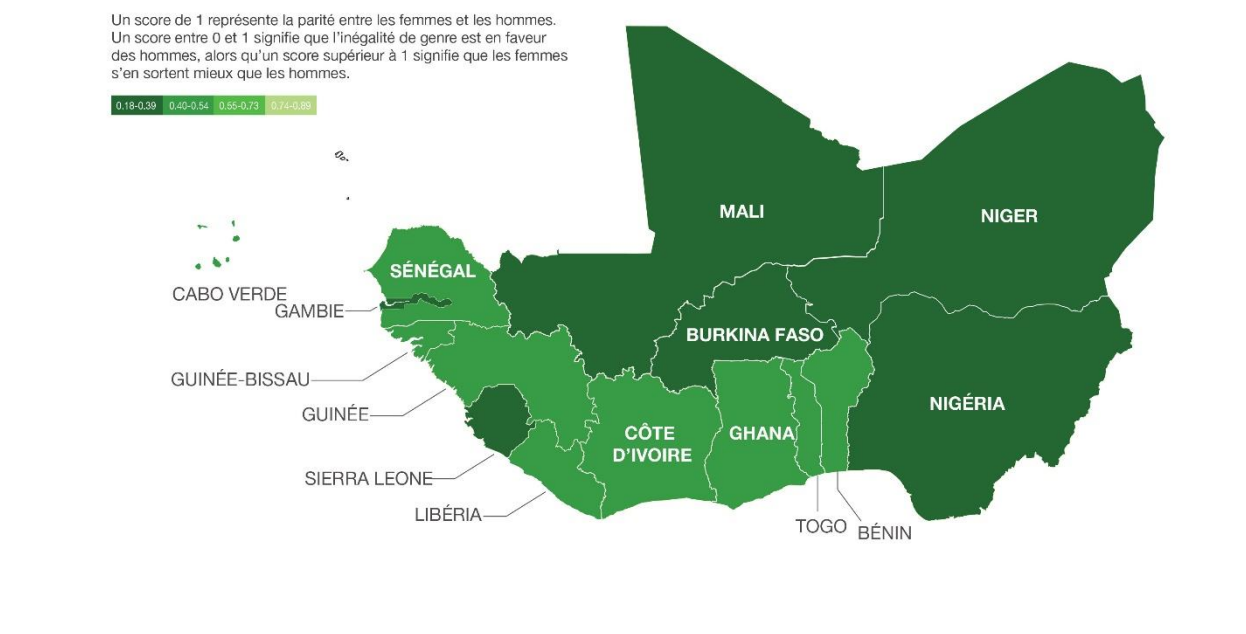 Un score de 1 représente la parité entre les femmes et les hommes.
Un score entre 0 et 1 signifie que l'inégalité de genre est en faveur
des hommes, alors qu'un score supérieur à 1 signifie que les femmes
s'en sortent mieux que les hommes.
0.18-0.39 0.40-0.54 0.55-0.73 0.74-0.89
MALI
NIGER
SÉNÉGAL
CABO VERDE
GAMBIE
BURKINA FASO
GUINÉE-BISSAU
GUINÉE
NIGÉRIA
CÔTE
D'IVOIRE
GHANA
SIERRA LEONE
LIBÉRIA
TOGO
BÉNIN